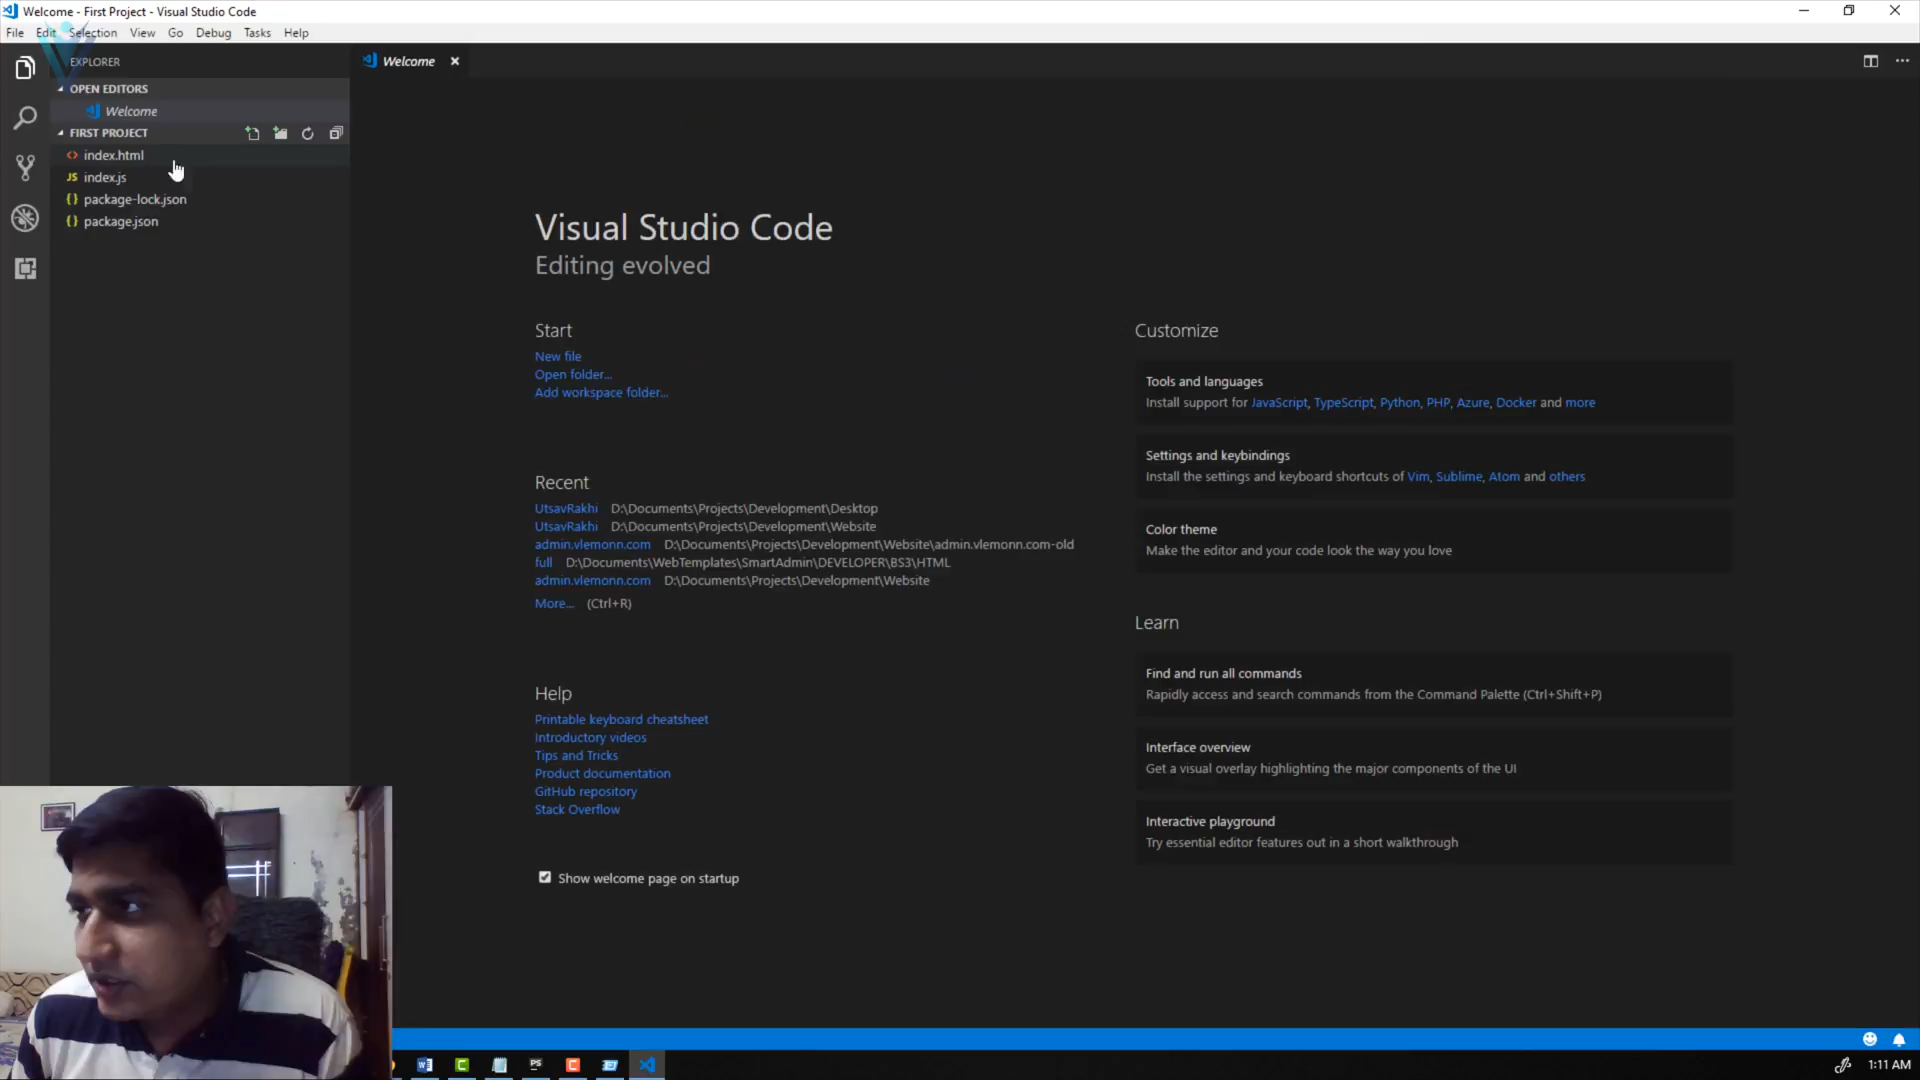 Welcome - First Project - Visual Studio Code
File Edit Selection View Go Debug Tasks Help
EXPLORER
OPEN EDITORS
Welcome
FIRST PROJECT
index.html
JS index.js
{} package-lock.json
{} package.json
Welcome
Visual Studio Code
Editing evolved
Start
New file
Open folder...
Add workspace folder...
Recent
UtsavRakhi D:\Documents\Projects\Development\Desktop
UtsavRakhi D:\Documents\Projects\Development\Website
admin.vlemonn.com D:\Documents\Projects\Development\Website\admin.vlemonn.com-old
full D:\Documents\WebTemplates\SmartAdmin\DEVELOPER\BS3\HTML
admin.vlemonn.com D:\Documents\Projects\Development\Website
More... (Ctrl+R)
Help
Printable keyboard cheatsheet
Introductory videos
Tips and Tricks
Product documentation
GitHub repository
Stack Overflow
Show welcome page on startup
Customize
Tools and languages
Install support for JavaScript, TypeScript, Python, PHP, Azure, Docker and more
Settings and keybindings
Install the settings and keyboard shortcuts of Vim, Sublime, Atom and others
Color theme
Make the editor and your code look the way you love
Learn
Find and run all commands
Rapidly access and search commands from the Command Palette (Ctrl+Shift+P)
Interface overview
Get a visual overlay highlighting the major components of the UI
Interactive playground
Try essential editor features out in a short walkthrough
1:11 AM